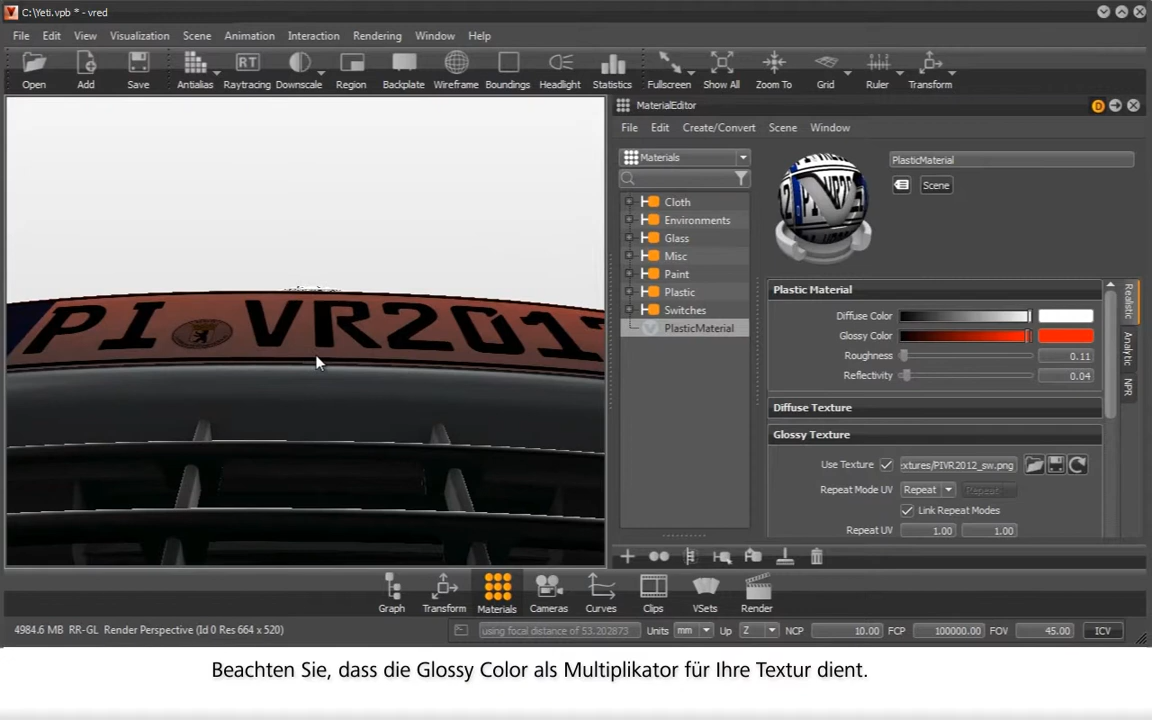 C:\Yeti.vpb * - vred
File Edit View Visualization Scene Animation Interaction Rendering Window Help
Open Add Save Antialias Raytracing Downscale Region Backplate Wireframe Boundings Headlight Statistics Fullscreen Show All Zoom To Grid Ruler Transform
RT
MaterialEditor
D
File Edit Create/Convert Scene Window
Materials
PlasticMaterial
Scene
Cloth
Environments
Glass
Misc
Paint
Plastic
Switches
PlasticMaterial
PI VR201
PI VR20
Plastic Material
Diffuse Color
Glossy Color
Roughness 0.11
Reflectivity 0.04
Diffuse Texture
Glossy Texture
Use Texture extures/PIVR2012_sw.png
Repeat Mode UV Repeat Repeat
Link Repeat Modes
Repeat UV 1.00 1.00
Realistic
Analytic
NPR
Graph Transform Materials Cameras Curves Clips VSets Render
4984.6 MB RR-GL Render Perspective (Id 0 Res 664 x 520) using focal distance of 53.202873 Units mm Up Z NCP 10.00 FCP 100000.00 FOV 45.00 ICV
Beachten Sie, dass die Glossy Color als Multiplikator für Ihre Textur dient.